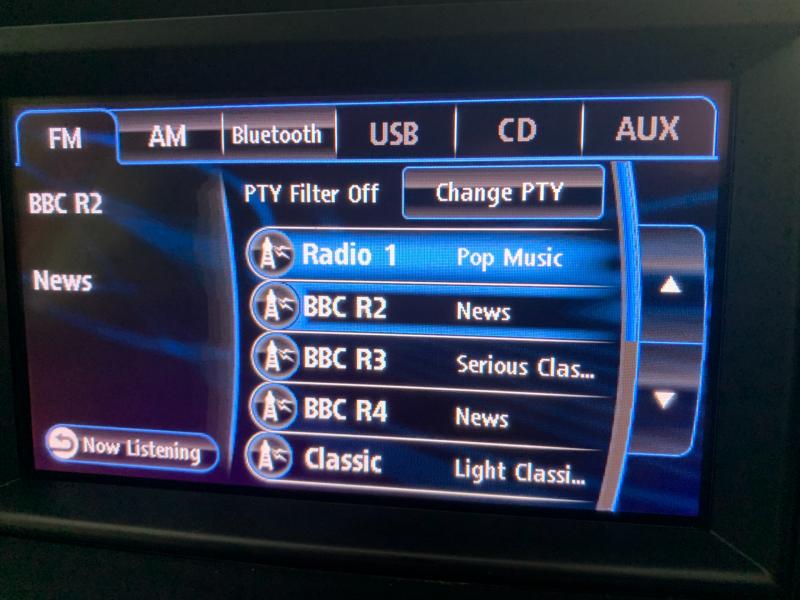 FM AM Bluetooth USB CD AUX
BBC R2
News
PTY Filter Off Change PTY
Radio 1 Pop Music
BBC R2 News
BBC R3 Serious Clas...
BBC R4 News
Classic Light Classi...
Now Listening